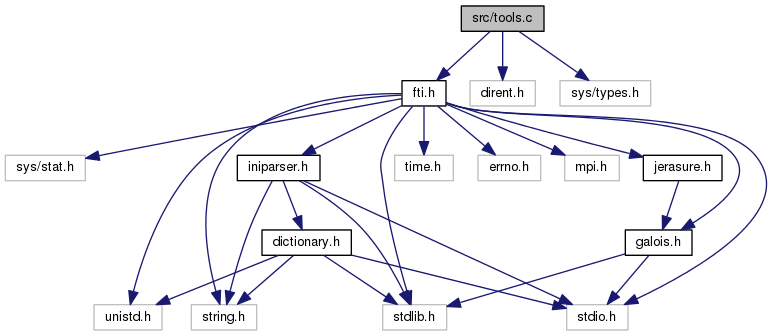 src/tools.c
fti.h
dirent.h
sys/types.h
sys/stat.h
iniparser.h
time.h
errno.h
mpi.h
jerasure.h
dictionary.h
galois.h
unistd.h
string.h
stdlib.h
stdio.h